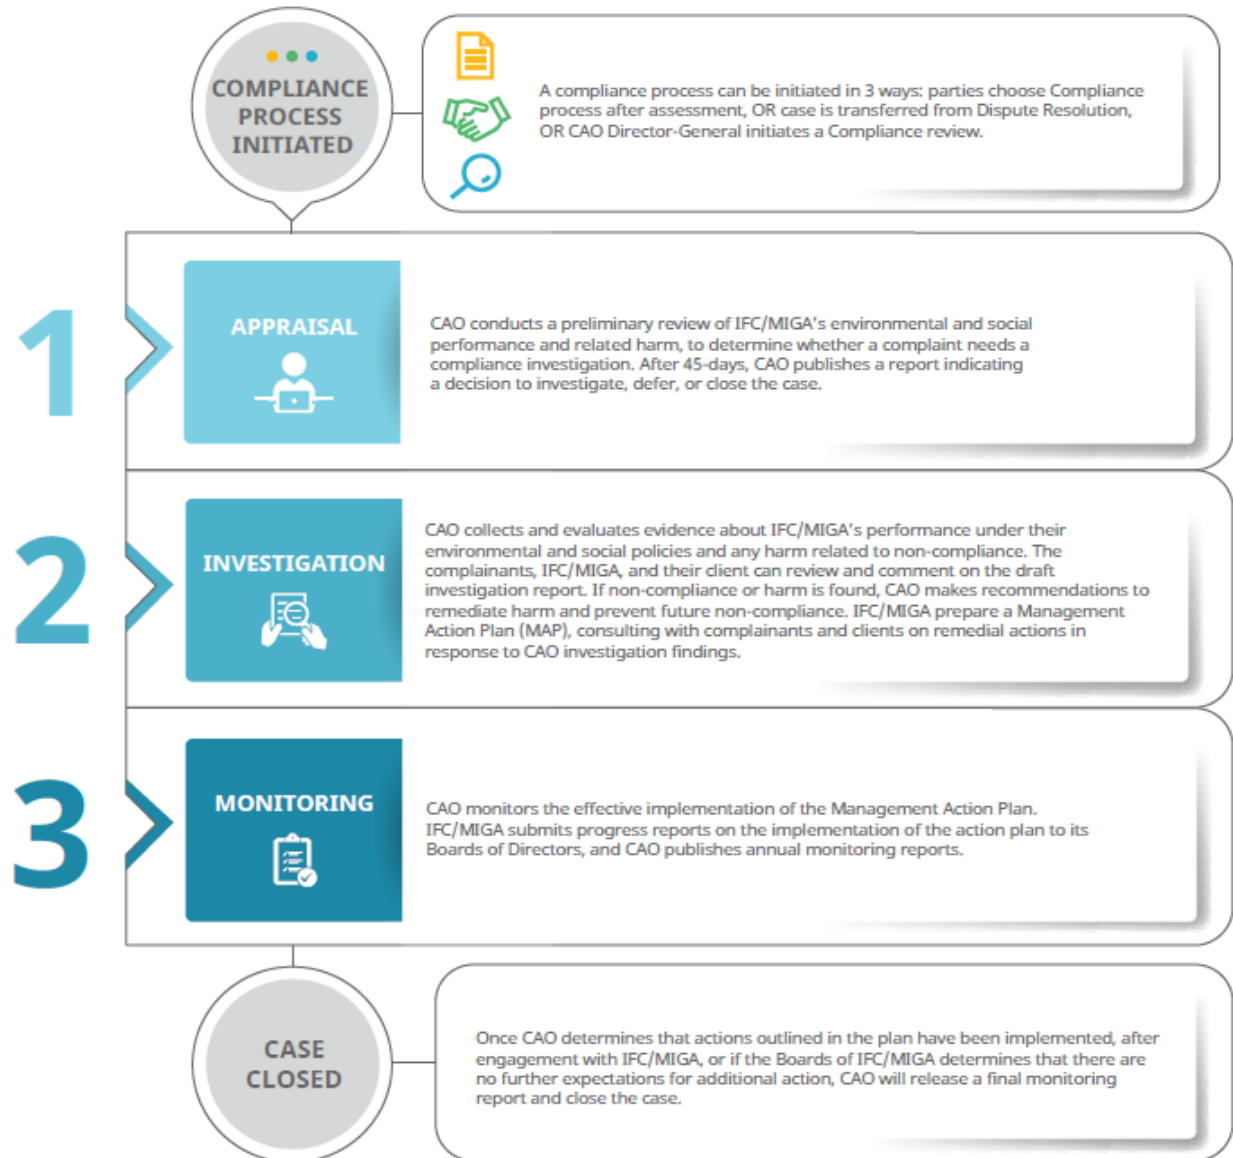 COMPLIANCE
PROCESS
INITIATED
A compliance process can be initiated in 3 ways: parties choose Compliance
process after assessment, OR case is transferred from Dispute Resolution,
OR CAO Director-General initiates a Compliance review.
1
APPRAISAL
CAO conducts a preliminary review of IFC/MIGA's environmental and social
performance and related harm, to determine whether a complaint needs a
compliance investigation. After 45-days, CAO publishes a report indicating
a decision to investigate, defer, or close the case.
2
INVESTIGATION
CAO collects and evaluates evidence about IFC/MIGA's performance under their
environmental and social policies and any harm related to non-compliance. The
complainants, IFC/MIGA, and their client can review and comment on the draft
investigation report. If non-compliance or harm is found, CAO makes recommendations to
remediate harm and prevent future non-compliance. IFC/MIGA prepare a Management
Action Plan (MAP), consulting with complainants and clients on remedial actions in
response to CAO investigation findings.
3
MONITORING
CAO monitors the effective implementation of the Management Action Plan.
IFC/MIGA submits progress reports on the implementation of the action plan to its
Boards of Directors, and CAO publishes annual monitoring reports.
CASE
CLOSED
Once CAO determines that actions outlined in the plan have been implemented, after
engagement with IFC/MIGA, or if the Boards of IFC/MIGA determines that there are
no further expectations for additional action, CAO will release a final monitoring
report and close the case.